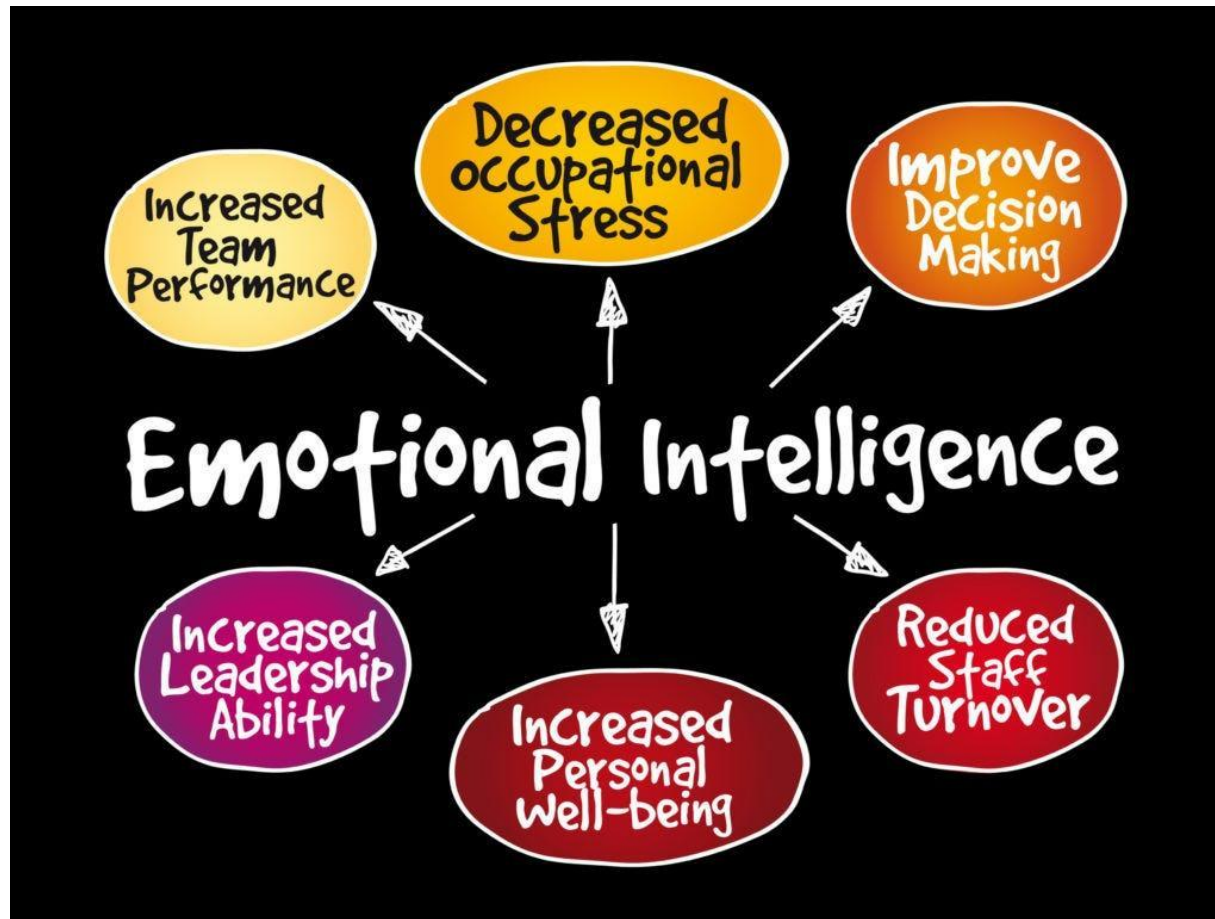 Decreased
Occupational
Stress
Increased
Team
Performance
Improve
Decision
Making
Emotional Intelligence
Increased
Leadership
Ability
Increased
Personal
Well-being
Reduced
Staff
Turnover